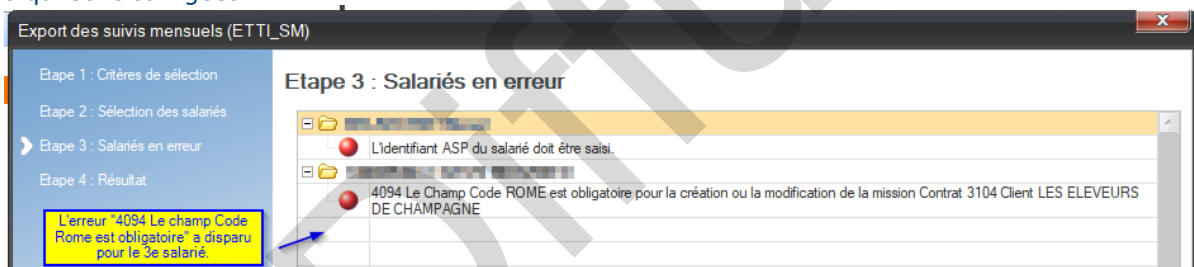 Export des suivis mensuels (ETTI_SM)
X
Etape 1 : Critères de sélection
Etape 3 : Salariés en erreur
Etape 2 : Sélection des salariés
L'identifiant ASP du salarié doit être saisi.
Etape 3 : Salariés en erreur
Etape 4 : Résultat
4094 Le Champ Code ROME est obligatoire pour la création ou la modification de la mission Contrat 3104 Client LES ELEVEURS
DE CHAMPAGNE
L'erreur "4094 Le champ Code
Rome est obligatoire" a disparu
pour le 3e salarié.